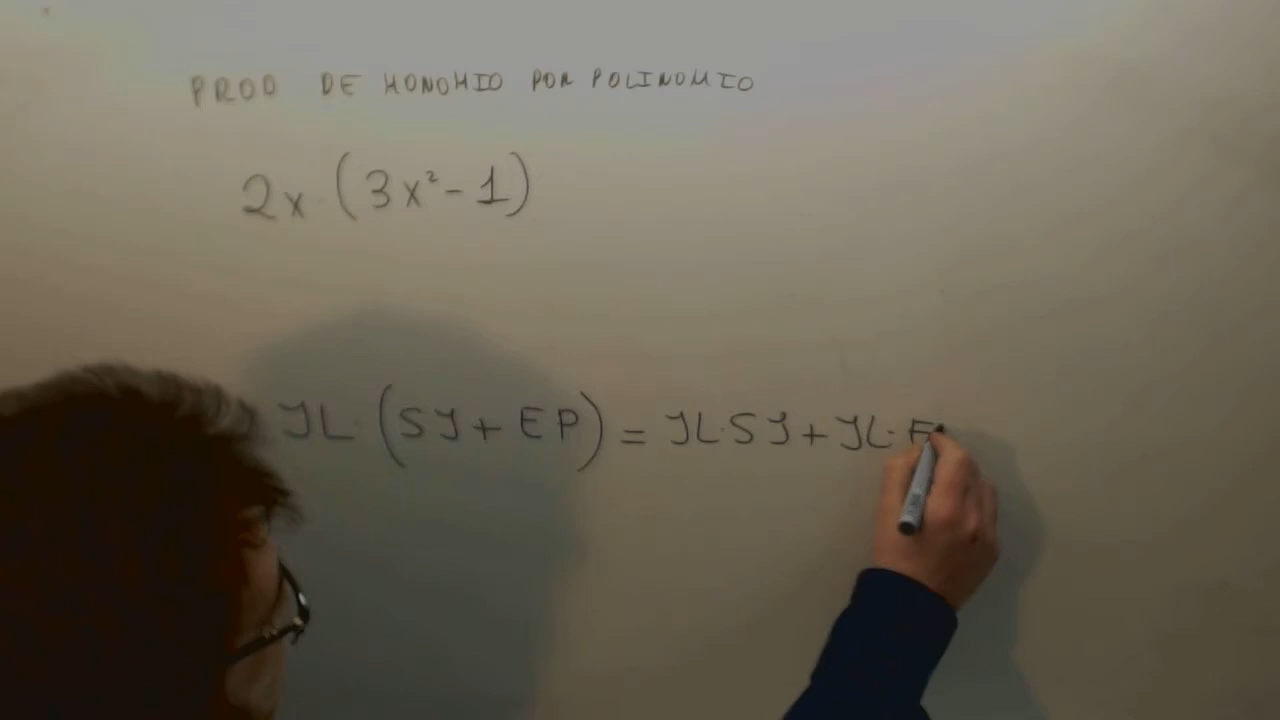 PROD DE MONOMIO POR POLINOMIO
2x · (3x² - 1)
JL · (SJ + EP) = JL · SJ + JL ·